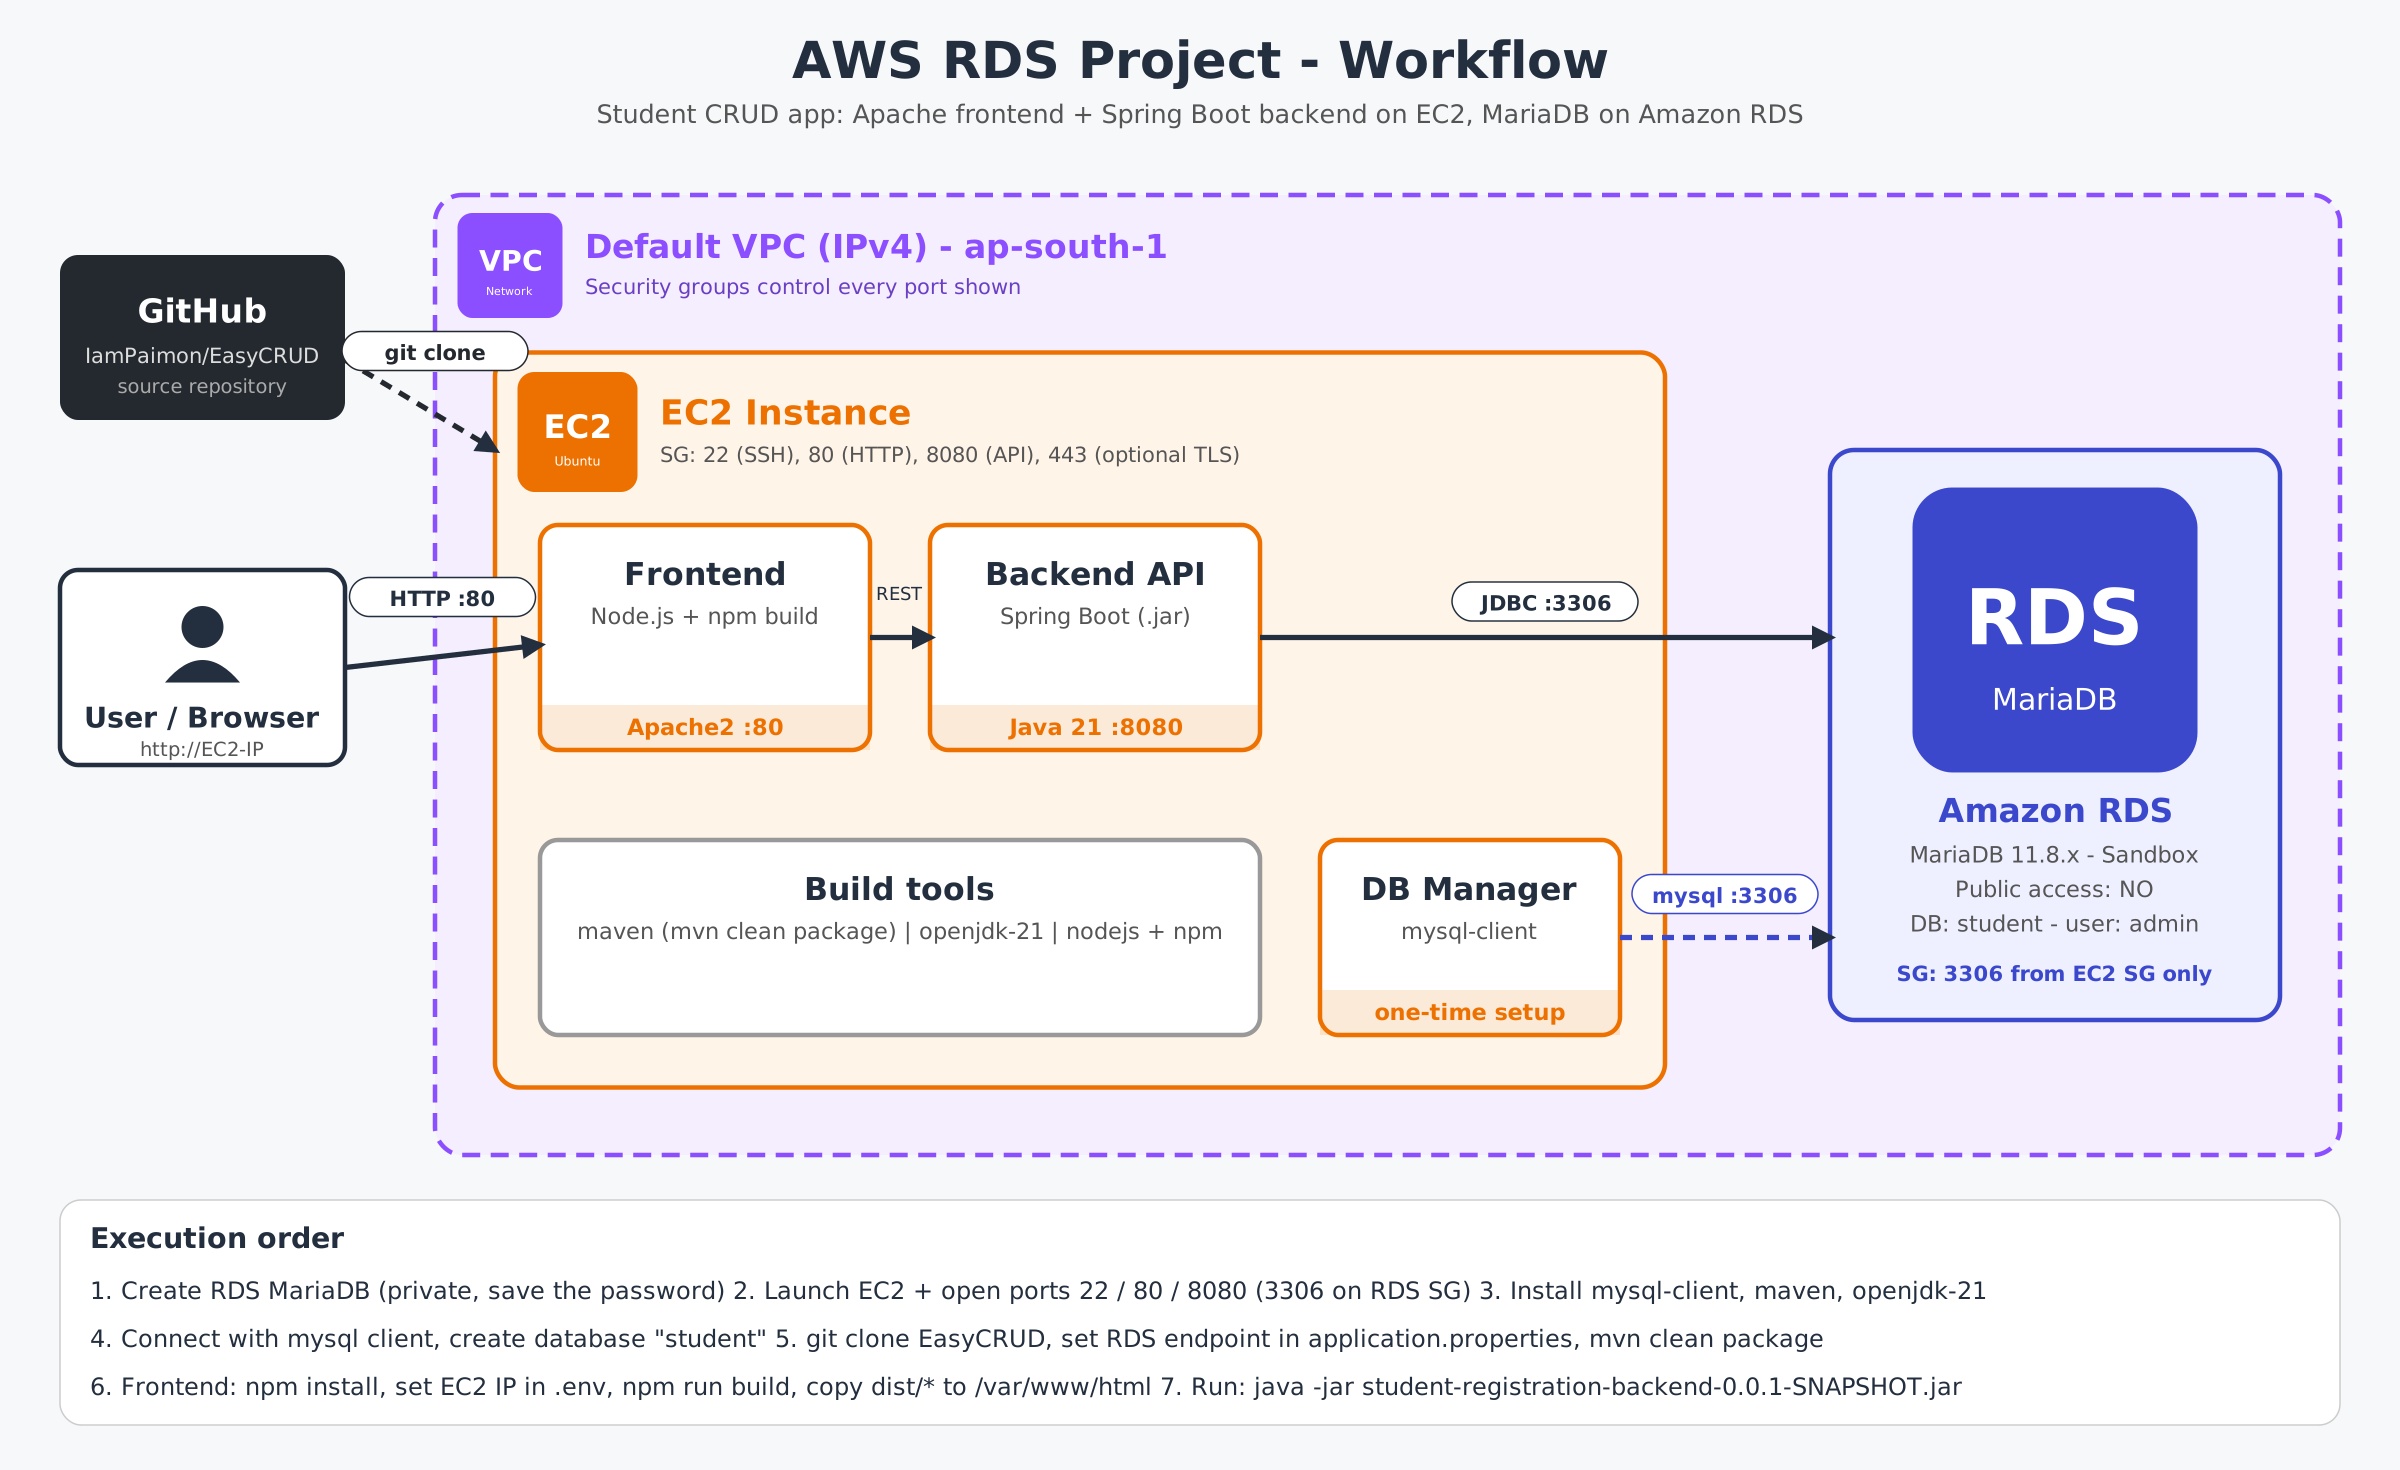 AWS RDS Project - Workflow
Student CRUD app: Apache frontend + Spring Boot backend on EC2, MariaDB on Amazon RDS
VPC
Network
Default VPC (IPv4) - ap-south-1
Security groups control every port shown
GitHub
IamPaimon/EasyCRUD
source repository
git clone
EC2
Ubuntu
EC2 Instance
SG: 22 (SSH), 80 (HTTP), 8080 (API), 443 (optional TLS)
User / Browser
http://EC2-IP
HTTP :80
Frontend
Node.js + npm build
Apache2 :80
REST
Backend API
Spring Boot (.jar)
Java 21 :8080
JDBC :3306
RDS
MariaDB
Amazon RDS
MariaDB 11.8.x - Sandbox
Public access: NO
DB: student - user: admin
SG: 3306 from EC2 SG only
Build tools
maven (mvn clean package) | openjdk-21 | nodejs + npm
DB Manager
mysql-client
one-time setup
mysql :3306
Execution order
1. Create RDS MariaDB (private, save the password) 2. Launch EC2 + open ports 22 / 80 / 8080 (3306 on RDS SG) 3. Install mysql-client, maven, openjdk-21
4. Connect with mysql client, create database "student" 5. git clone EasyCRUD, set RDS endpoint in application.properties, mvn clean package
6. Frontend: npm install, set EC2 IP in .env, npm run build, copy dist/* to /var/www/html 7. Run: java -jar student-registration-backend-0.0.1-SNAPSHOT.jar